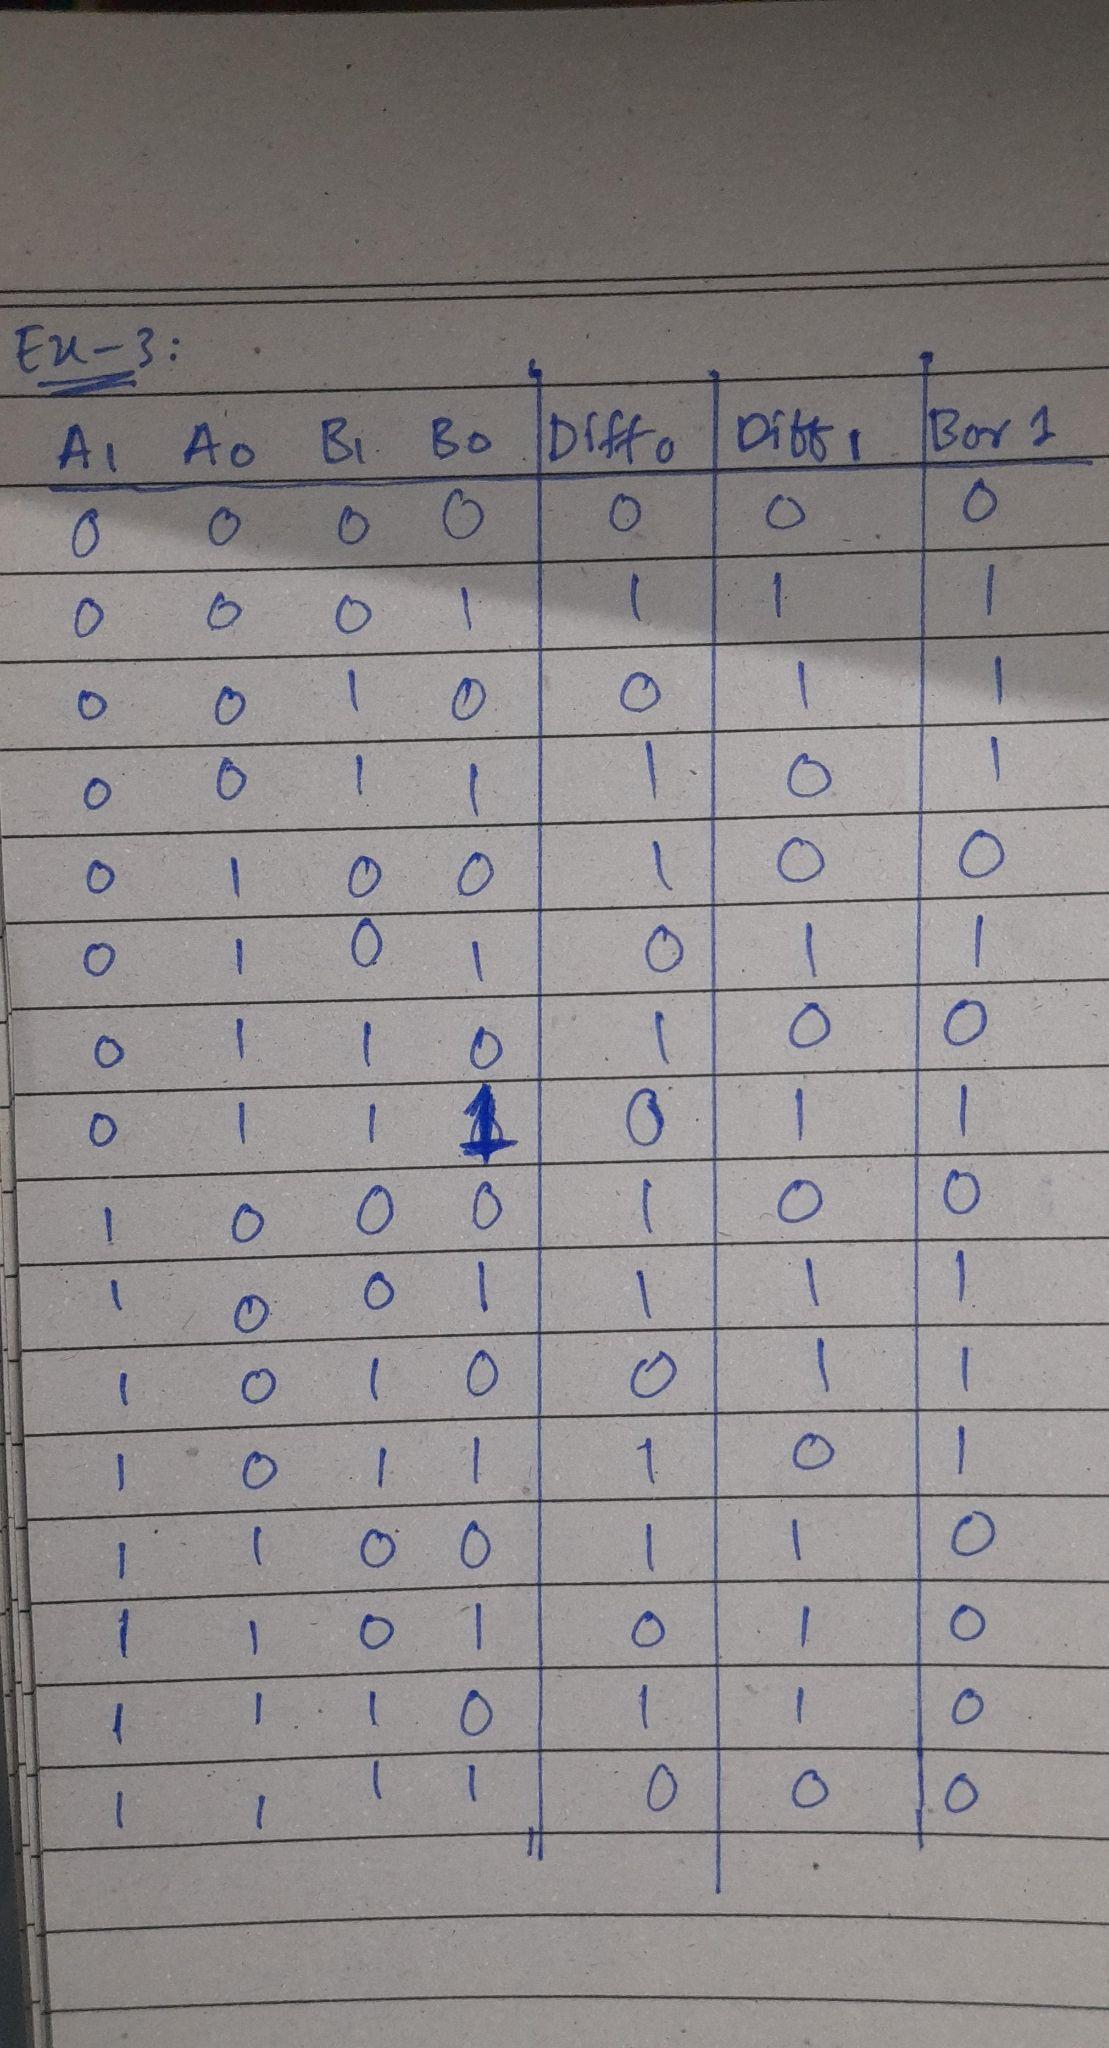 Ex-3:
A1 A0 B1 B0 Diff0 Diff1 Bor 1
0 0 0 0 0 0 0
0 0 0 1 1 1 1
0 0 1 0 0 1 1
0 0 1 1 1 0 1
0 1 0 0 1 0 0
0 1 0 1 0 1 1
0 1 1 0 1 0 0
0 1 1 1 0 1 1
1 0 0 0 1 0 0
1 0 0 1 1 1 1
1 0 1 0 0 1 1
1 0 1 1 1 0 1
1 1 0 0 1 1 0
1 1 0 1 0 1 0
1 1 1 0 1 1 0
1 1 1 1 0 0 0